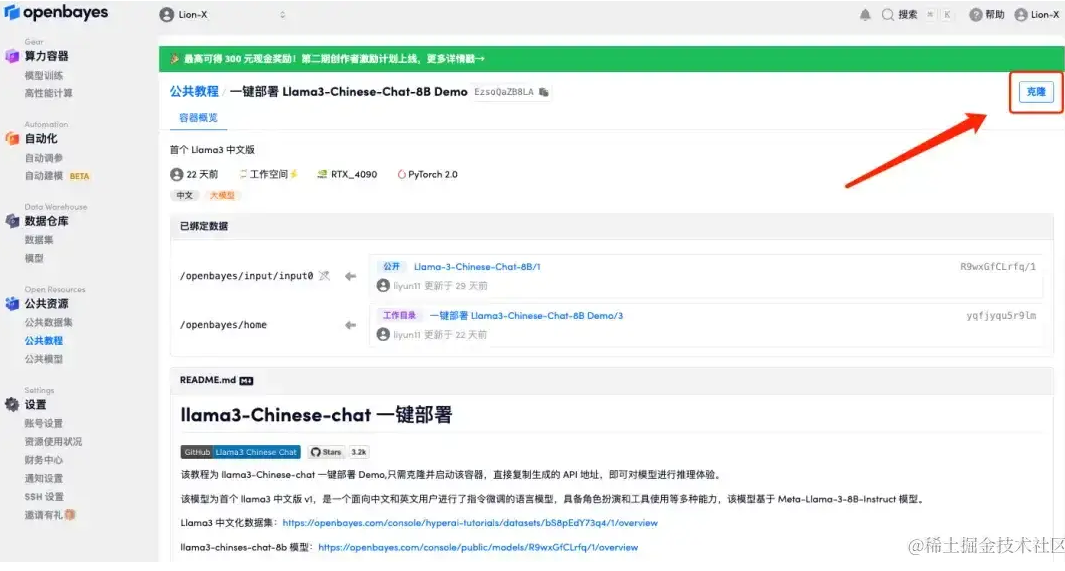 openbayes
Lion-X
搜索
K
帮助
Lion-X
Gear
算力容器
模型训练
高性能计算
Automation
自动化
自动调参
自动建模 BETA
Data Warehouse
数据仓库
数据集
模型
Open Resources
公共资源
公共数据集
公共教程
公共模型
Settings
设置
账号设置
资源使用状况
财务中心
通知设置
SSH 设置
邀请有礼
最高可得 300 元现金奖励！第二期创作者激励计划上线，更多详情戳→
公共教程 / 一键部署 Llama3-Chinese-Chat-8B Demo EzsoQaZB8LA
克隆
容器概览
首个 Llama3 中文版
22 天前 工作空间 RTX_4090 PyTorch 2.0
中文 大模型
已绑定数据
/openbayes/input/input0
公开 Llama-3-Chinese-Chat-8B/1 R9wxGfCLrfq/1
liyun11 更新于 29 天前
/openbayes/home
工作目录 一键部署 Llama3-Chinese-Chat-8B Demo/3 yqfjyqu5r9lm
liyun11 更新于 22 天前
README.md
llama3-Chinese-chat 一键部署
GitHub Llama3 Chinese Chat Stars 3.2k
该教程为 llama3-Chinese-chat 一键部署 Demo,只需克隆并启动该容器，直接复制生成的 API 地址，即可对模型进行推理体验。
该模型为首个 llama3 中文版 v1，是一个面向中文和英文用户进行了指令微调的语言模型，具备角色扮演和工具使用等多种能力，该模型基于 Meta-Llama-3-8B-Instruct 模型。
Llama3 中文化数据集：https://openbayes.com/console/hyperai-tutorials/datasets/bS8pEdY73q4/1/overview
llama3-chinses-chat-8b 模型：https://openbayes.com/console/public/models/R9wxGfCLrfq/1/overview
@稀土掘金技术社区